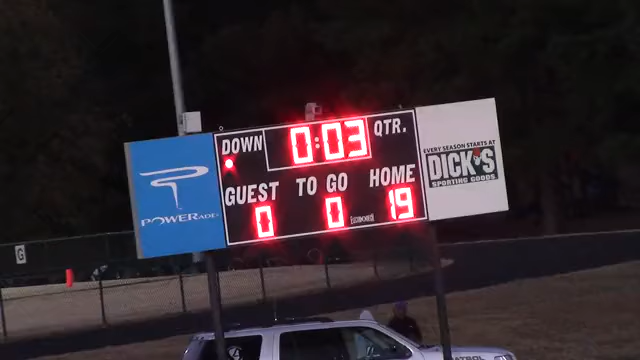 DOWN 0:03 QTR.
GUEST TO GO HOME
0 0 19
POWERADE
EVERY SEASON STARTS AT
DICK'S
SPORTING GOODS
G
PATROL